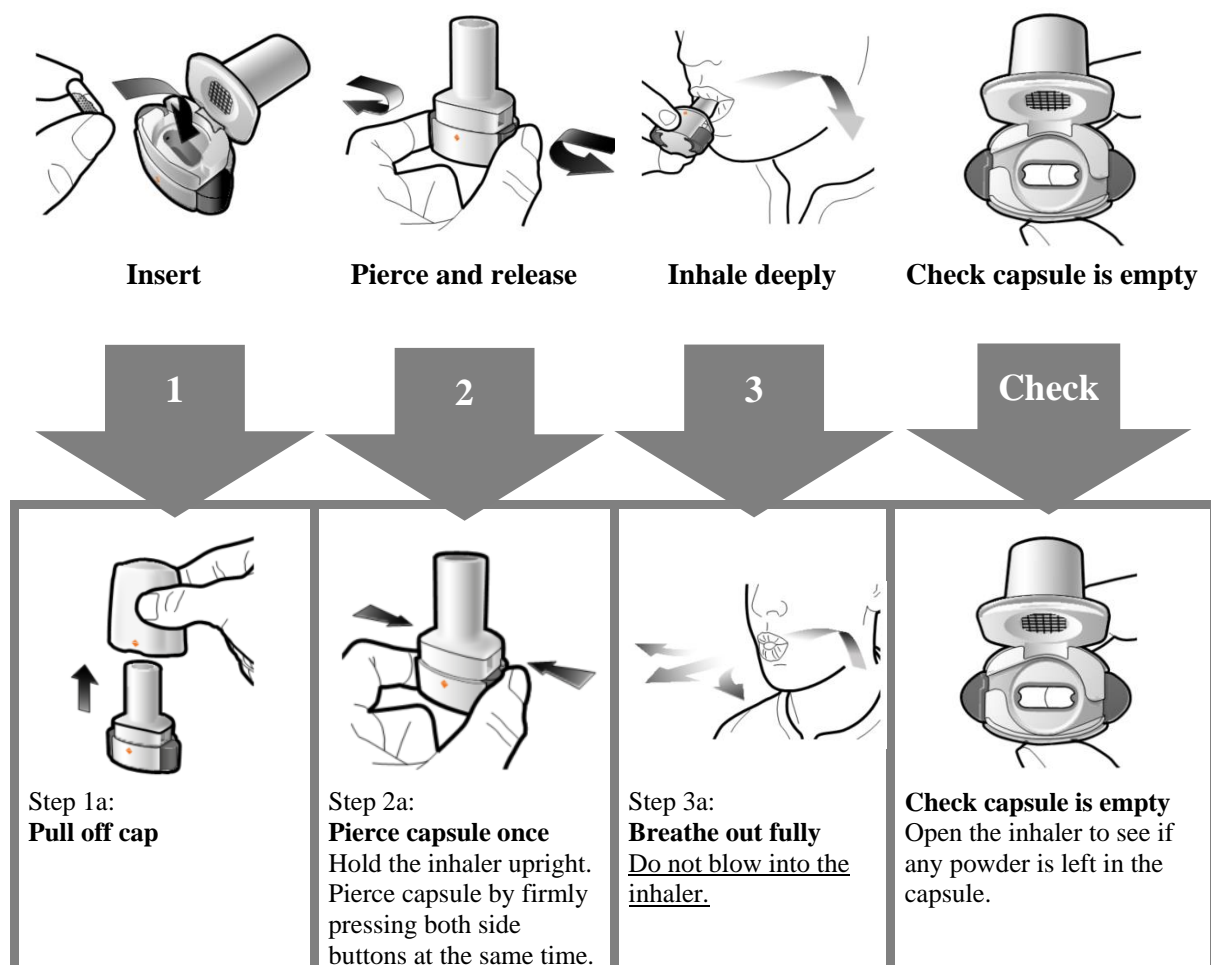 Insert
Pierce and release
Inhale deeply
Check capsule is empty
1
2
3
Check
Step 1a:
Pull off cap
Step 2a:
Pierce capsule once
Hold the inhaler upright.
Pierce capsule by firmly
pressing both side
buttons at the same time.
Step 3a:
Breathe out fully
Do not blow into the
inhaler.
Check capsule is empty
Open the inhaler to see if
any powder is left in the
capsule.